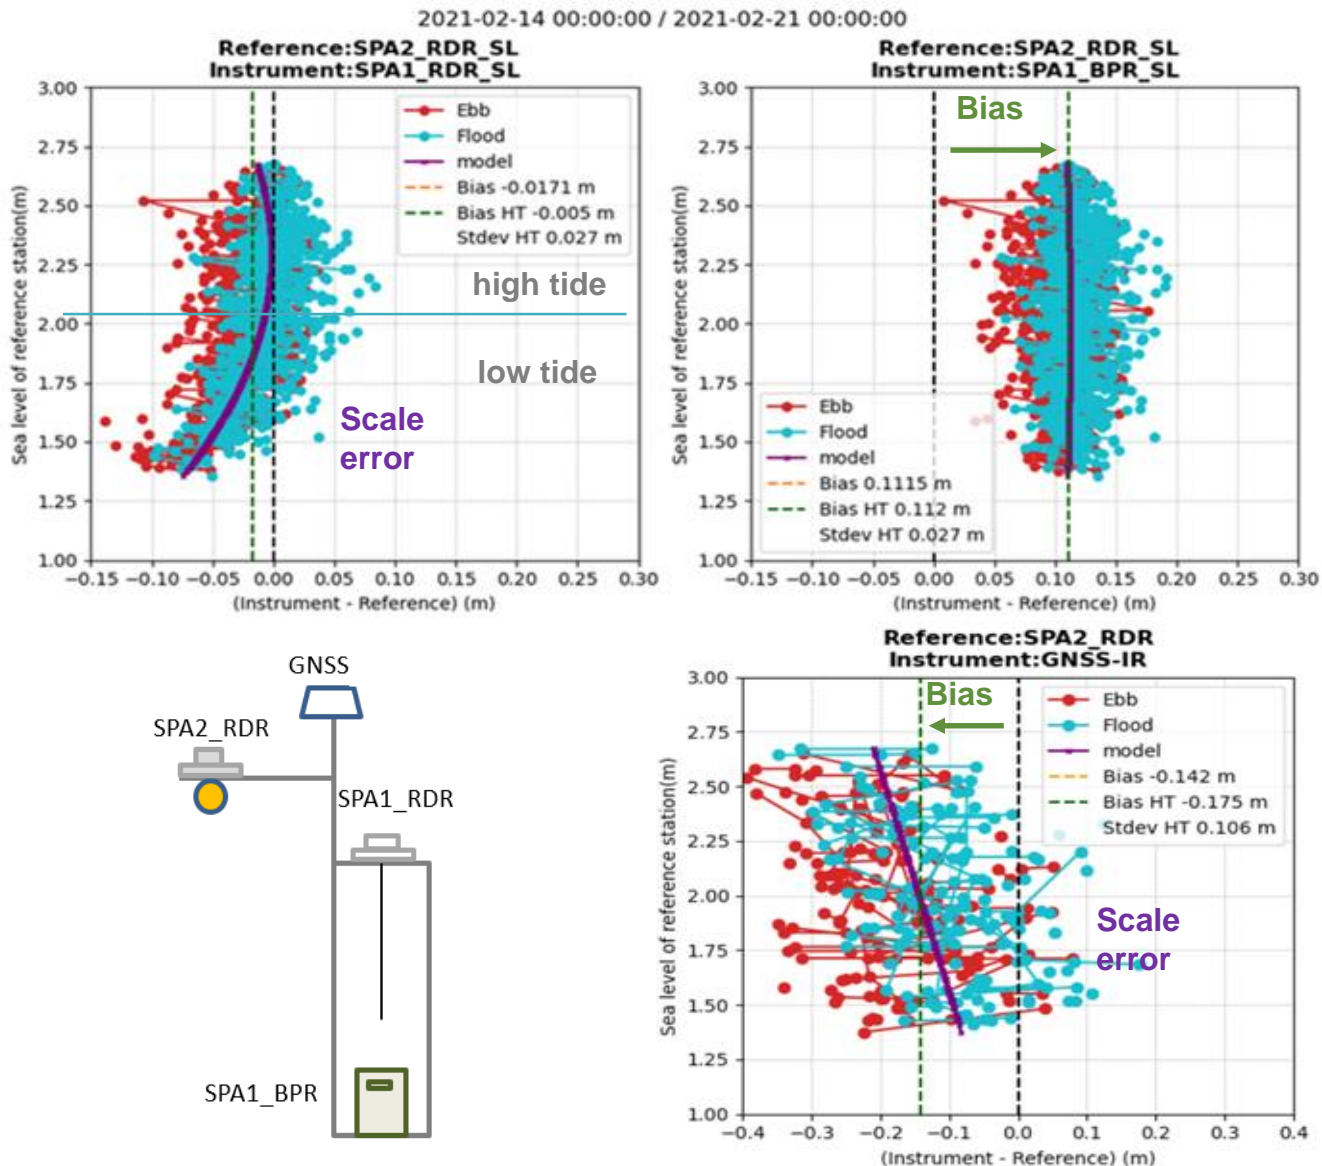 2021-02-14 00:00:00 / 2021-02-21 00:00:00
Reference:SPA2_RDR_SL
Instrument:SPA1_RDR_SL
3.00
2.75
2.50
2.25
2.00
1.75
1.50
1.25
1.00
Sea level of reference station(m)
Ebb
Flood
model
Bias -0.0171 m
Bias HT -0.005 m
Stdev HT 0.027 m
high tide
low tide
Scale
error
−0.15 −0.10 −0.05 0.00 0.05 0.10 0.15 0.20 0.25 0.30
(Instrument - Reference) (m)
Reference:SPA2_RDR_SL
Instrument:SPA1_BPR_SL
3.00
2.75
2.50
2.25
2.00
1.75
1.50
1.25
1.00
Sea level of reference station(m)
Bias
Ebb
Flood
model
Bias 0.1115 m
Bias HT 0.112 m
Stdev HT 0.027 m
−0.15 −0.10 −0.05 0.00 0.05 0.10 0.15 0.20 0.25 0.30
(Instrument - Reference) (m)
GNSS
SPA2_RDR
SPA1_RDR
SPA1_BPR
Reference:SPA2_RDR
Instrument:GNSS-IR
3.00
2.75
2.50
2.25
2.00
1.75
1.50
1.25
1.00
Sea level of reference station(m)
Bias
Ebb
Flood
model
Bias -0.142 m
Bias HT -0.175 m
Stdev HT 0.106 m
Scale
error
−0.4 −0.3 −0.2 −0.1 0.0 0.1 0.2 0.3 0.4
(Instrument - Reference) (m)